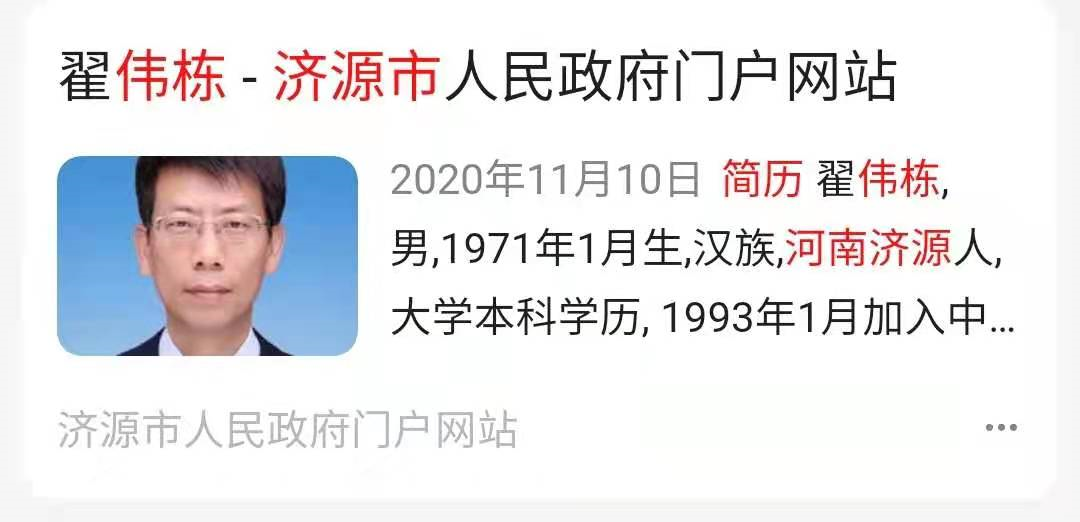 翟伟栋 - 济源市人民政府门户网站
2020年11月10日 简历 翟伟栋,
男,1971年1月生,汉族,河南济源人,
大学本科学历, 1993年1月加入中...
济源市人民政府门户网站